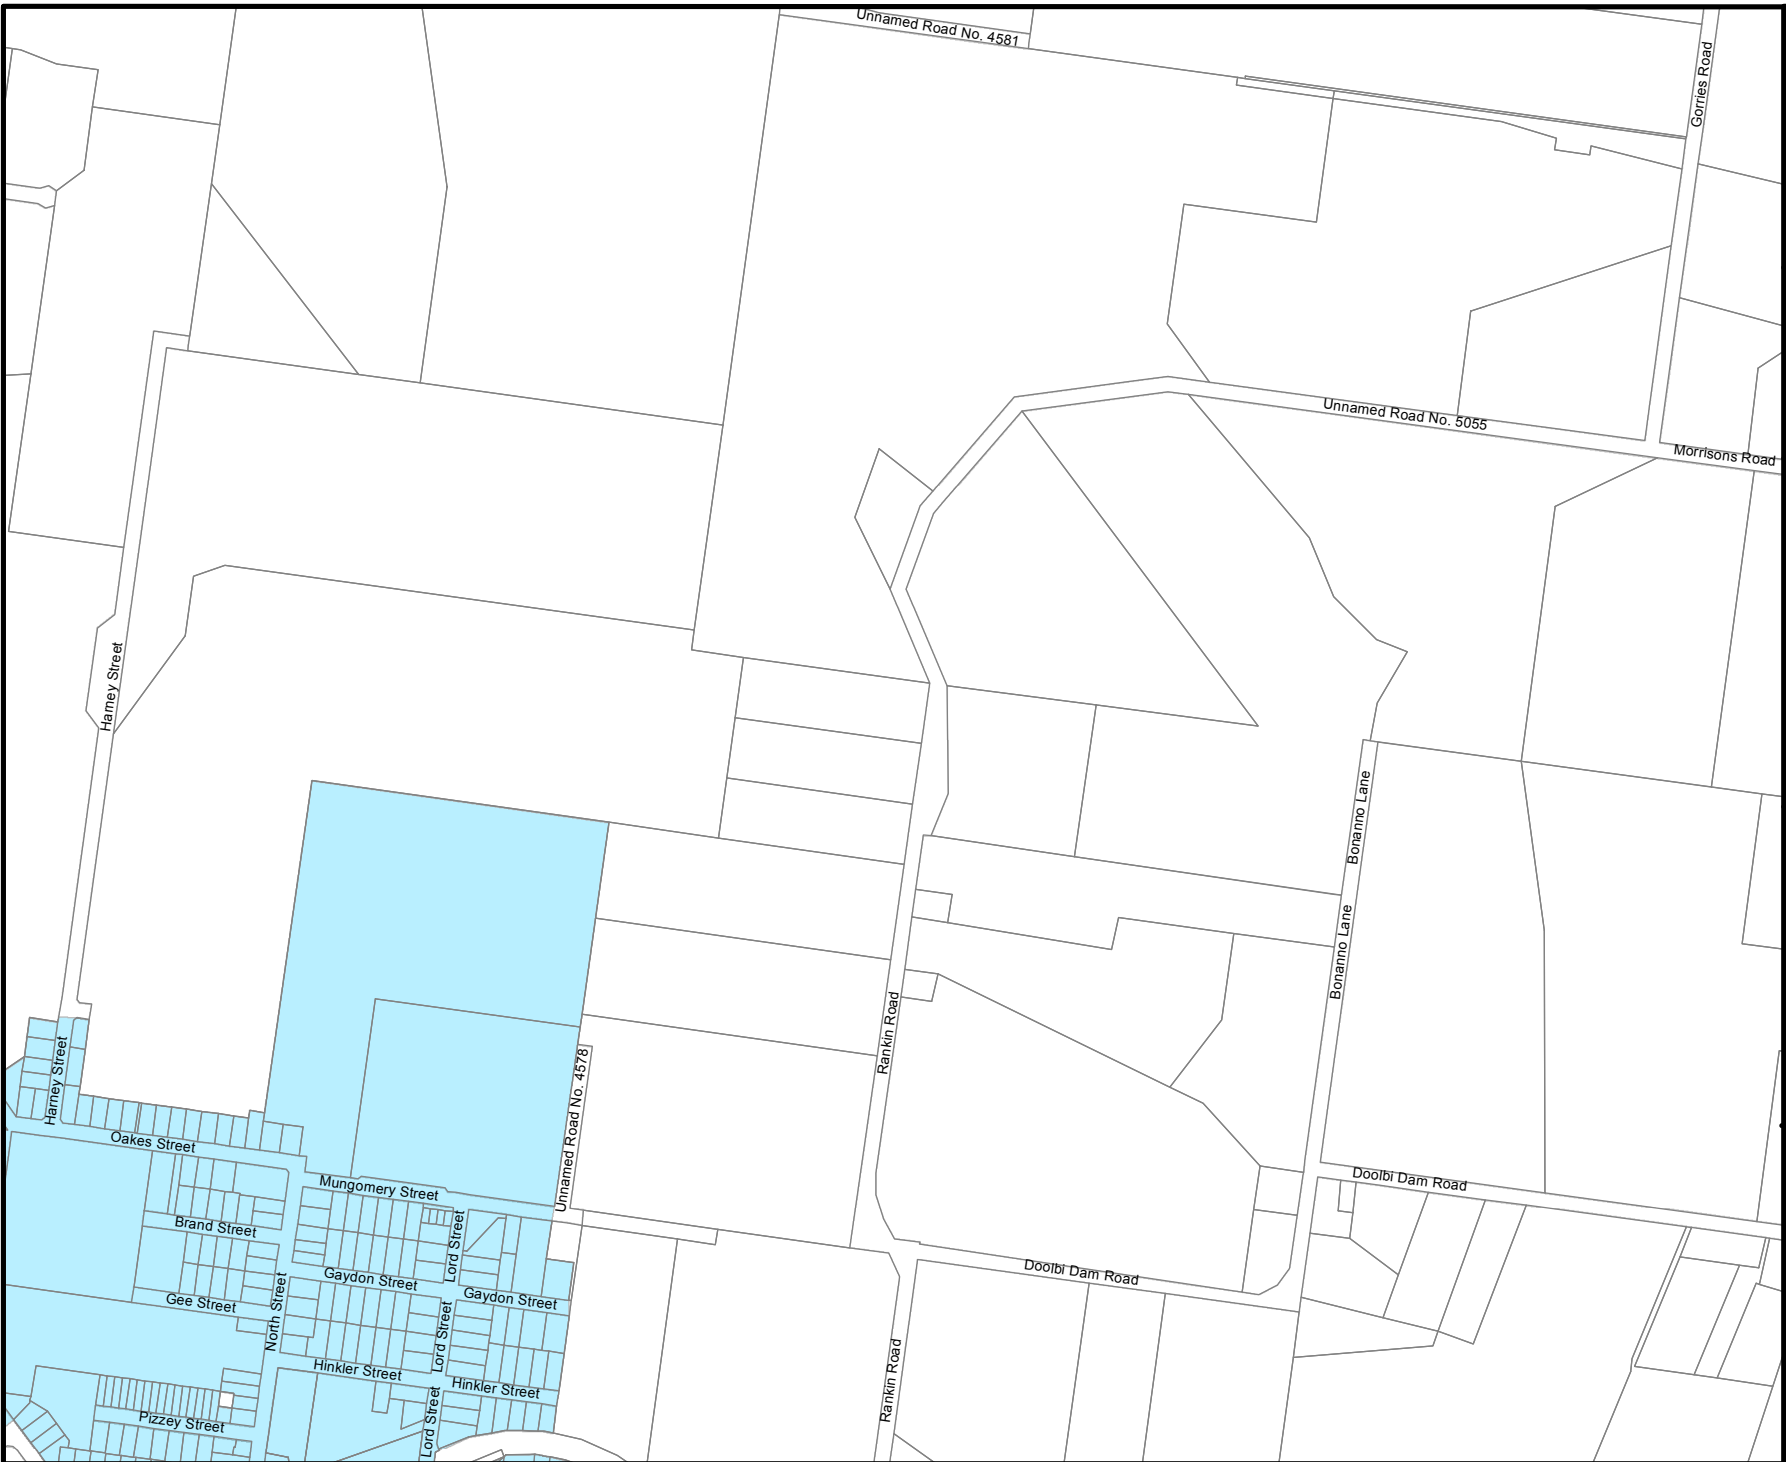 Unnamed Road No. 4581
Gorries Road
Unnamed Road No. 5055
Morrisons Road
Harney Street
Bonanno Lane
Bonanno Lane
Rankin Road
Harney Street
Unnamed Road No. 4578
Oakes Street
Mungomery Street
Doolbi Dam Road
Brand Street
Lord Street
Doolbi Dam Road
Gaydon Street
Gaydon Street
Gee Street
North Street
Lord Street
Rankin Road
Hinkler Street
Hinkler Street
Pizzey Street
Lord Street